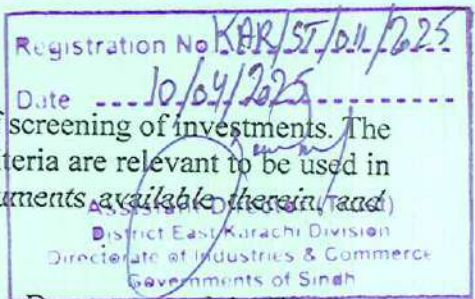 Registration No KAR/ST/011/2025
Date 10/04/2025
f screening of investments. The
teria are relevant to be used in
uments available therein, and
Assistant Director (Trust)
District East Karachi Division
Directorate of Industries & Commerce
Governments of Sindh